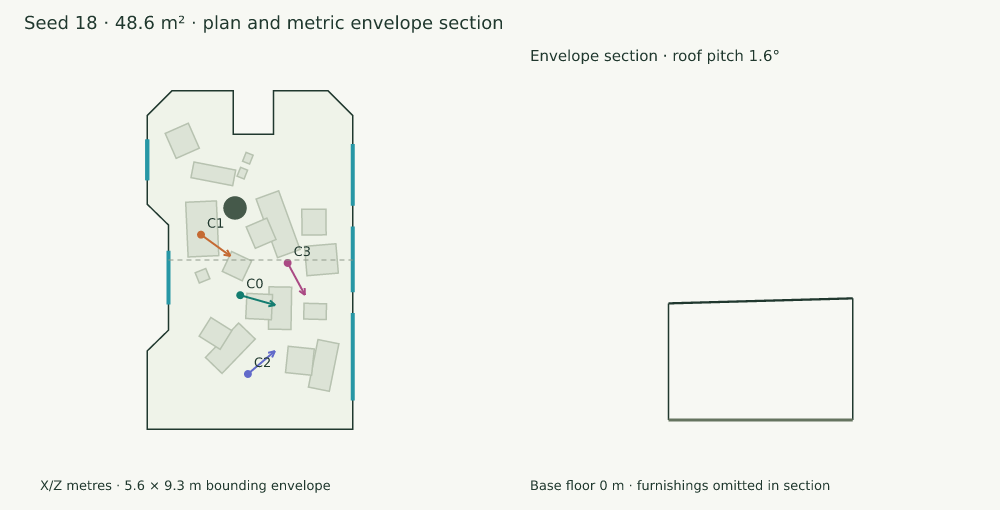 Seed 18 · 48.6 m² · plan and metric envelope section
Envelope section · roof pitch 1.6°
C1
C3
C0
C2
X/Z metres · 5.6 × 9.3 m bounding envelope
Base floor 0 m · furnishings omitted in section